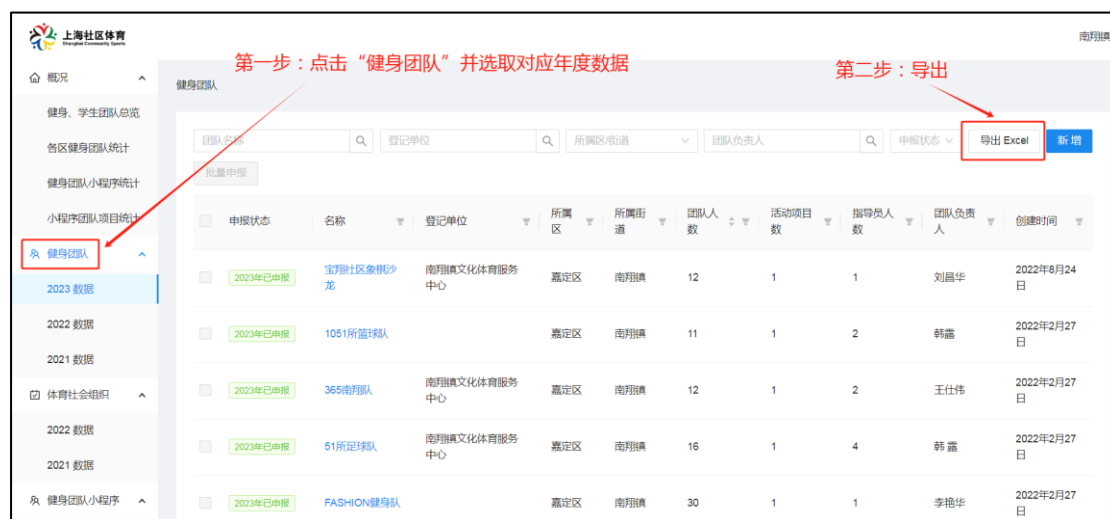 上海社区体育
Shanghai Community Sports
南翔镇
第一步：点击“健身团队”并选取对应年度数据
第二步：导出
概况
健身、学生团队总览
各区健身团队统计
健身团队小程序统计
小程序团队项目统计
健身团队
2023 数据
2022 数据
2021 数据
体育社会组织
2022 数据
2021 数据
健身团队小程序
健身团队
团队名称 登记单位 所属区/街道 团队负责人 申报状态 导出 Excel 新增
批量申报
申报状态 名称 登记单位 所属区 所属街道 团队人数 活动项目数 指导员人数 团队负责人 创建时间
2023年已申报 宝翔社区象棋沙龙 南翔镇文化体育服务中心 嘉定区 南翔镇 12 1 1 刘昌华 2022年8月24日
2023年已申报 1051所篮球队 嘉定区 南翔镇 11 1 2 韩露 2022年2月27日
2023年已申报 365南翔队 南翔镇文化体育服务中心 嘉定区 南翔镇 12 1 2 王仕伟 2022年2月27日
2023年已申报 51所足球队 南翔镇文化体育服务中心 嘉定区 南翔镇 16 1 4 韩 露 2022年2月27日
2023年已申报 FASHION健身队 嘉定区 南翔镇 30 1 1 李艳华 2022年2月27日